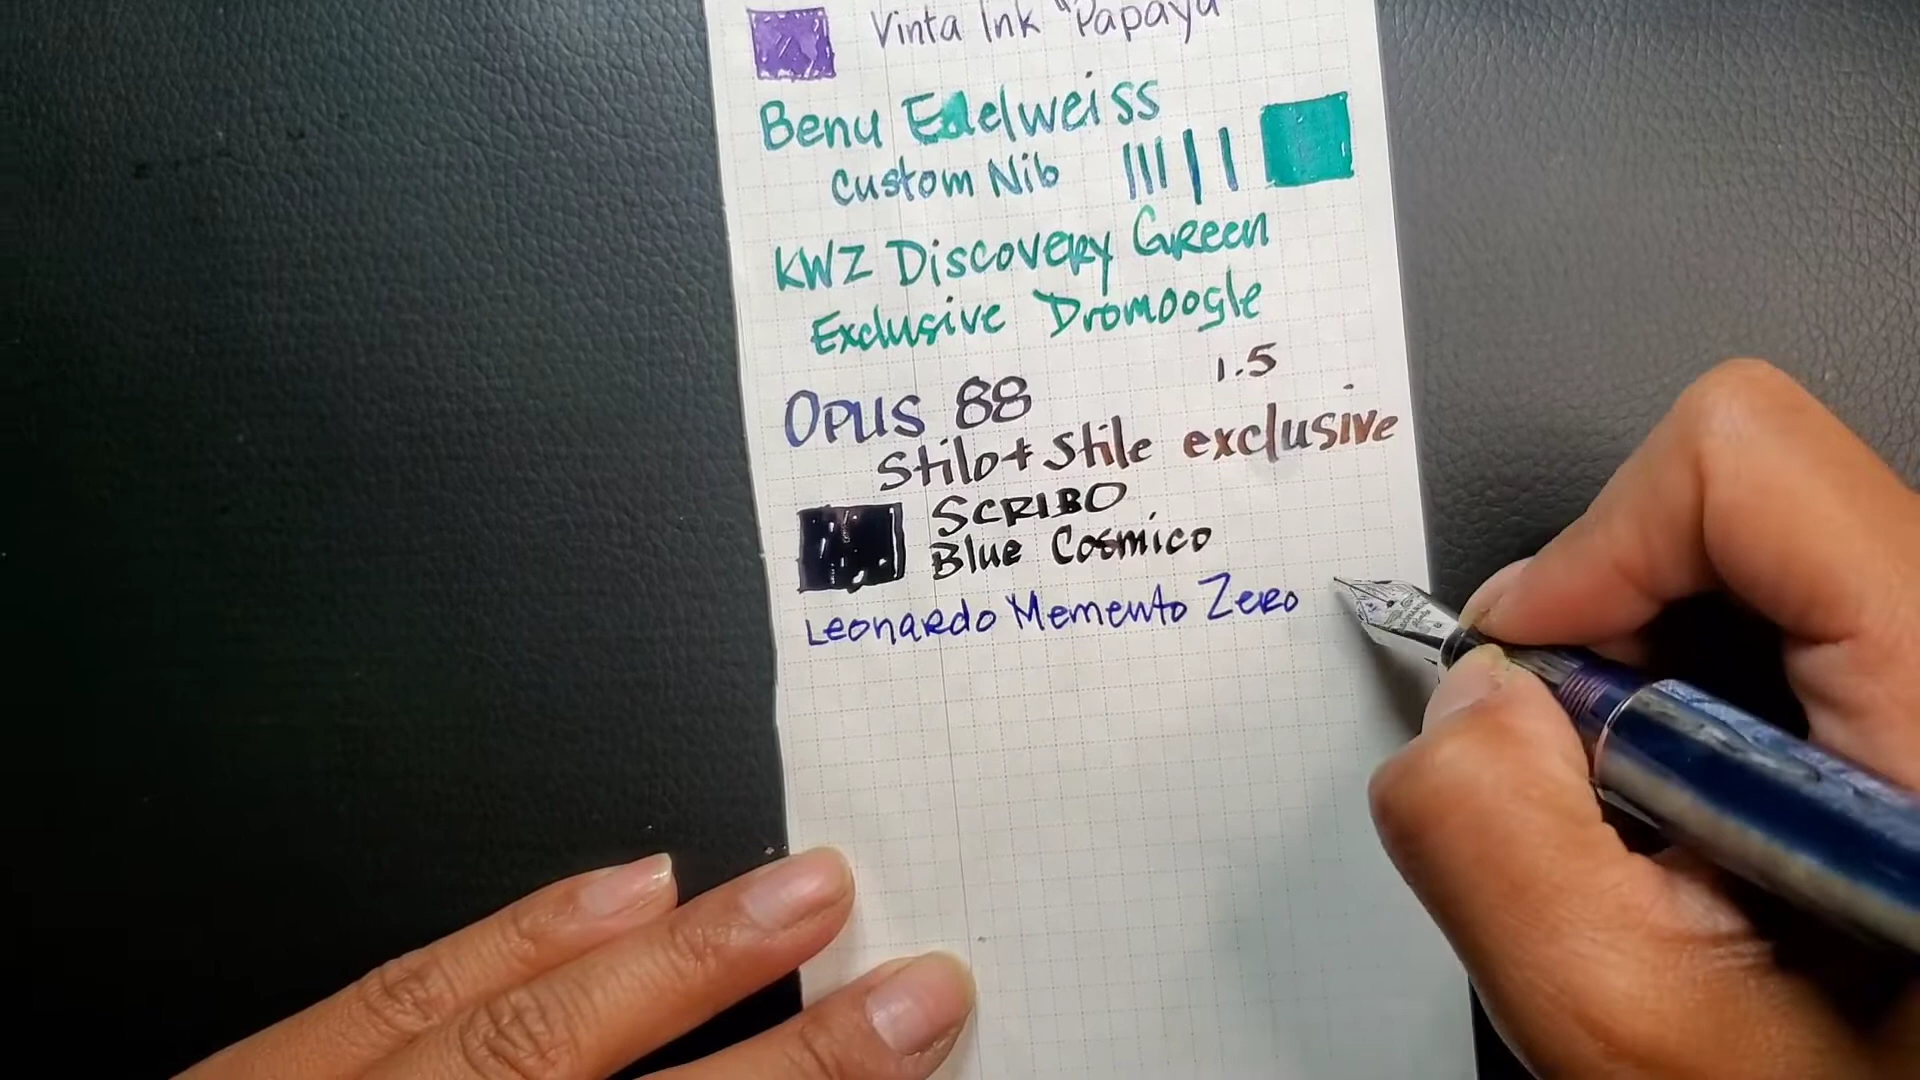 Vinta Ink "Papaya
Benu Edelweiss
Custom Nib
KWZ Discovery Green
Exclusive Dromoogle
1.5
Opus 88
Stilo + Stile exclusive
SCRIBO
Blue Cosmico
Leonardo Memento Zero